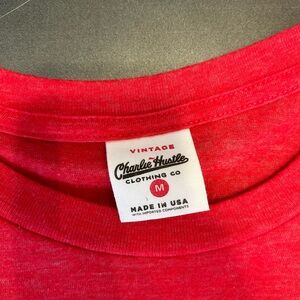 VINTAGE
Charlie Hustle
CLOTHING CO
M
MADE IN USA
WITH IMPORTED COMPONENTS